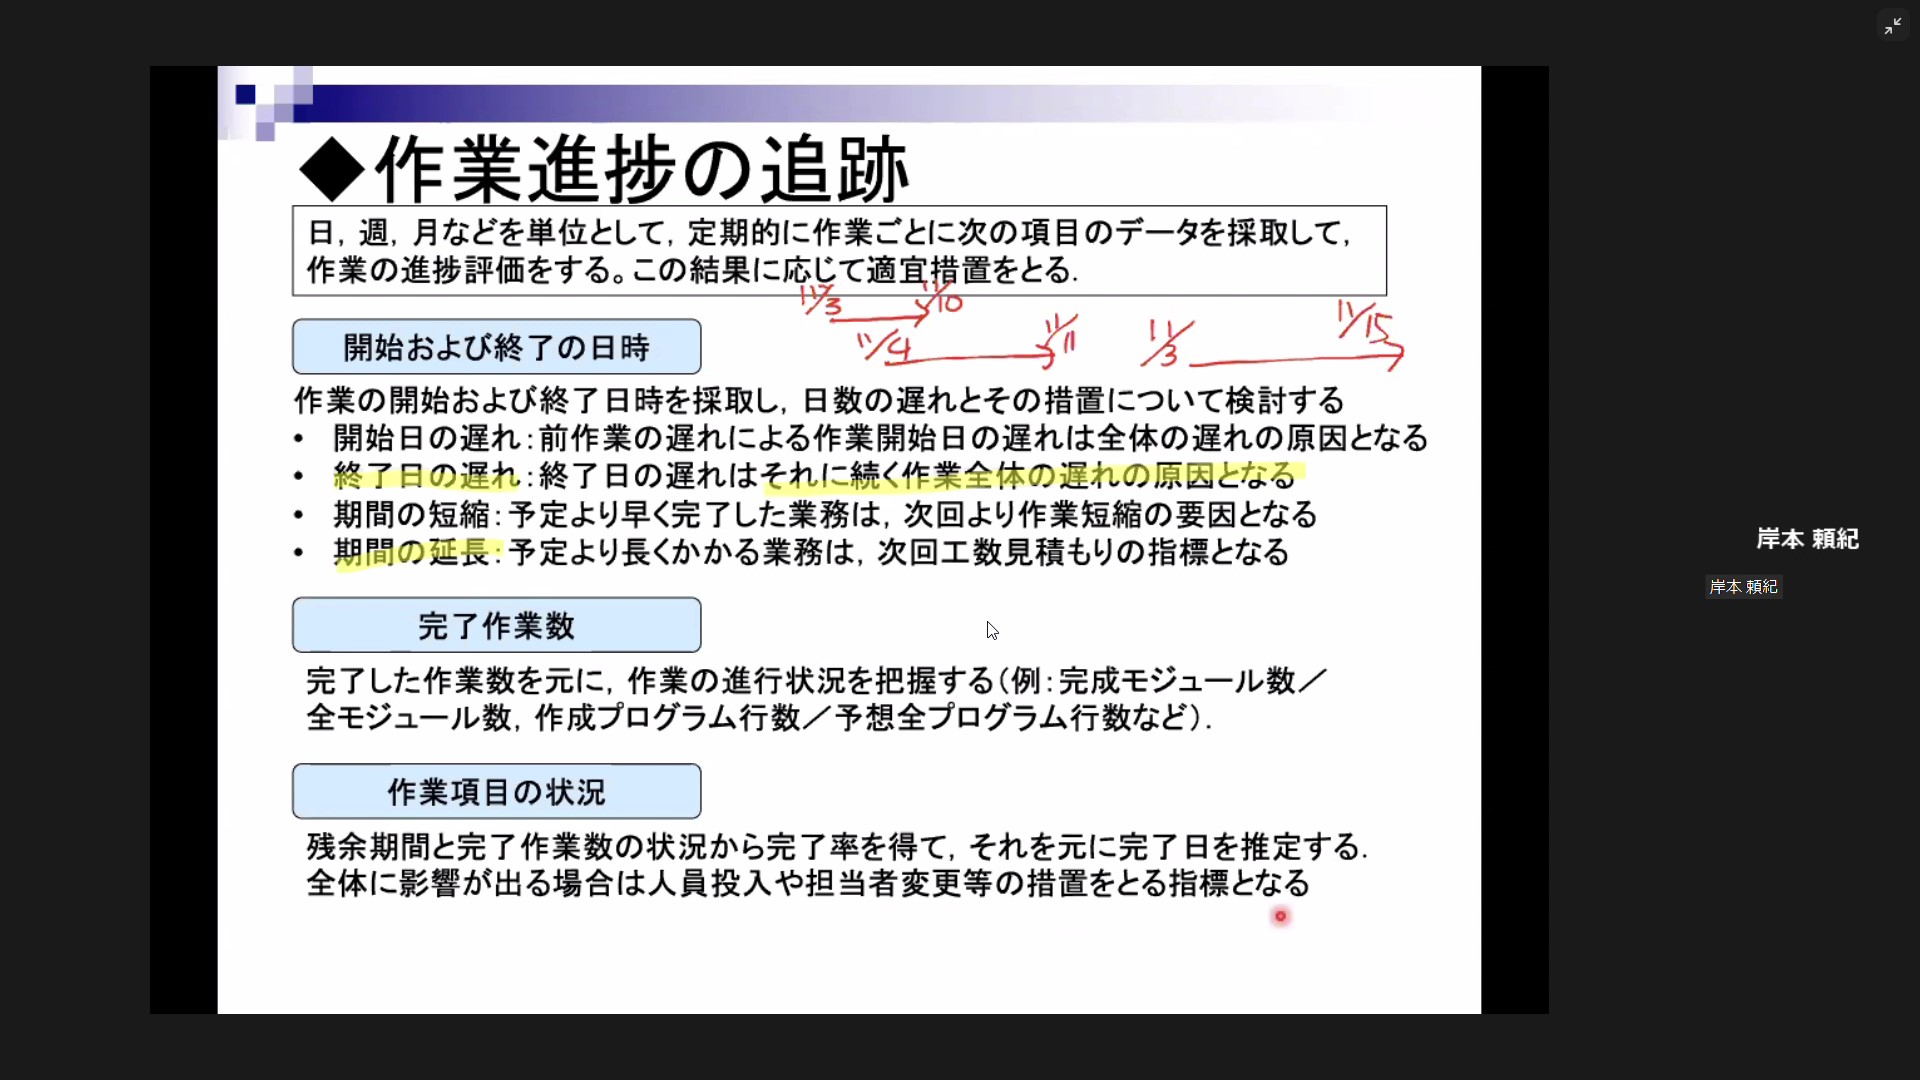 ◆作業進捗の追跡
日，週，月などを単位として，定期的に作業ごとに次の項目のデータを採取して，
作業の進捗評価をする。この結果に応じて適宜措置をとる．
11/3 11/10
11/4 11/11 11/3 11/15
開始および終了の日時
作業の開始および終了日時を採取し，日数の遅れとその措置について検討する
• 開始日の遅れ：前作業の遅れによる作業開始日の遅れは全体の遅れの原因となる
• 終了日の遅れ：終了日の遅れはそれに続く作業全体の遅れの原因となる
• 期間の短縮：予定より早く完了した業務は，次回より作業短縮の要因となる
• 期間の延長：予定より長くかかる業務は，次回工数見積もりの指標となる
完了作業数
完了した作業数を元に，作業の進行状況を把握する（例：完成モジュール数／
全モジュール数，作成プログラム行数／予想全プログラム行数など）．
作業項目の状況
残余期間と完了作業数の状況から完了率を得て，それを元に完了日を推定する．
全体に影響が出る場合は人員投入や担当者変更等の措置をとる指標となる
岸本 頼紀
岸本 頼紀